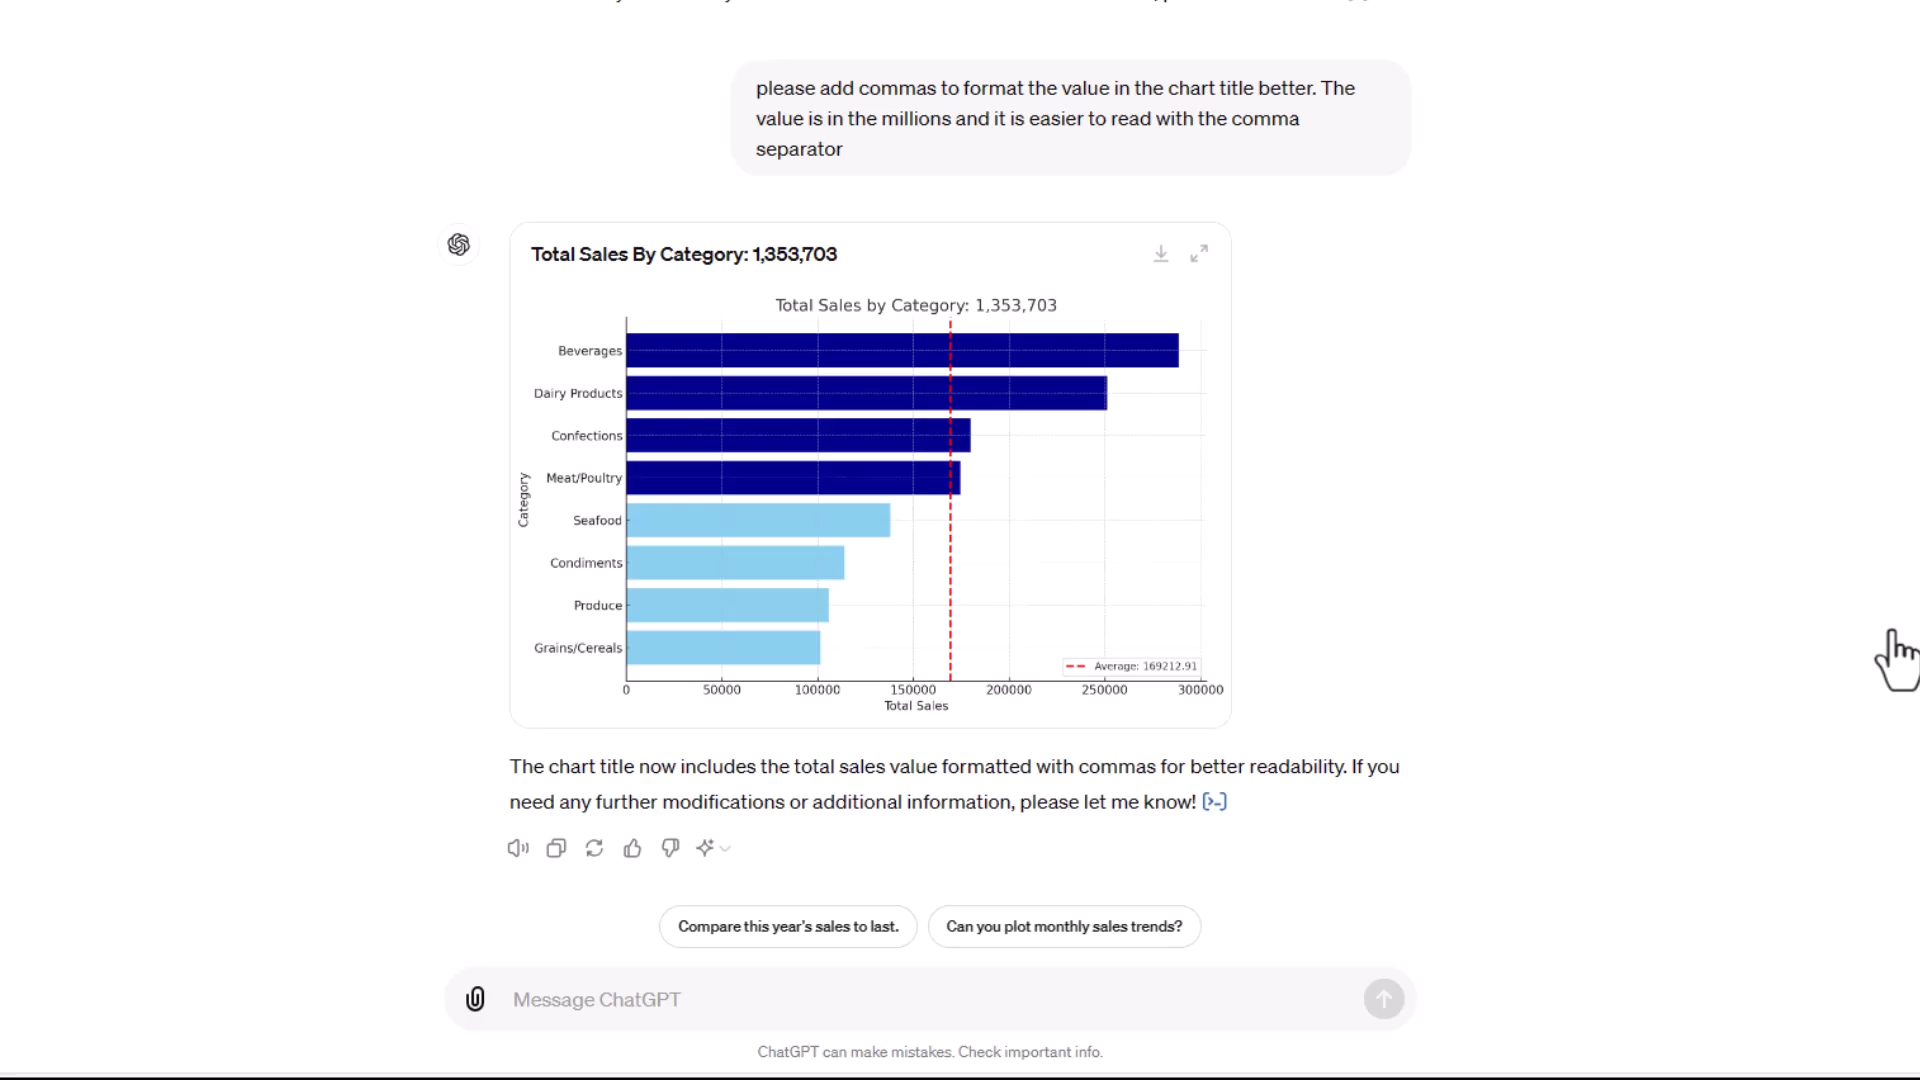 please add commas to format the value in the chart title better. The
value is in the millions and it is easier to read with the comma
separator
Total Sales By Category: 1,353,703
Total Sales by Category: 1,353,703
Beverages
Dairy Products
Confections
Meat/Poultry
Seafood
Condiments
Produce
Grains/Cereals
Category
Average: 169212.91
0 50000 100000 150000 200000 250000 300000
Total Sales
The chart title now includes the total sales value formatted with commas for better readability. If you
need any further modifications or additional information, please let me know! [>-]
Compare this year's sales to last. Can you plot monthly sales trends?
Message ChatGPT
ChatGPT can make mistakes. Check important info.